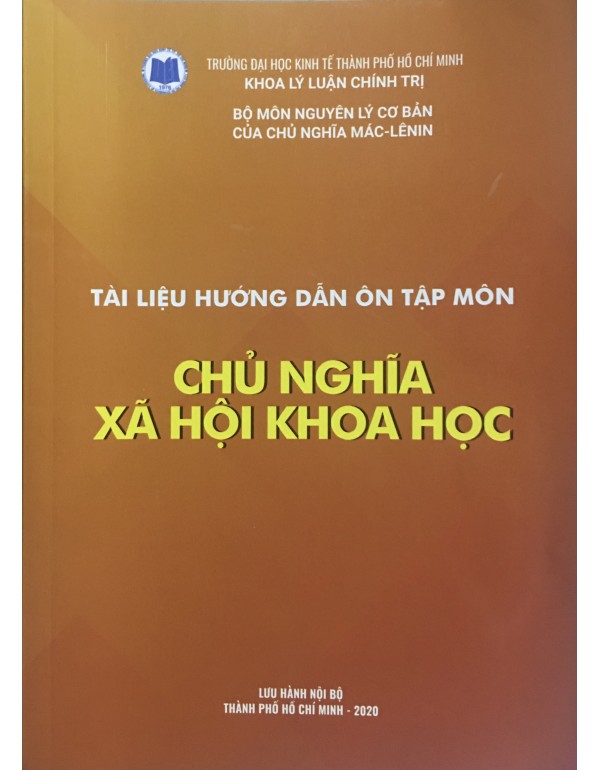 TRƯỜNG ĐẠI HỌC KINH TẾ THÀNH PHỐ HỒ CHÍ MINH
KHOA LÝ LUẬN CHÍNH TRỊ
BỘ MÔN NGUYÊN LÝ CƠ BẢN
CỦA CHỦ NGHĨA MÁC-LÊNIN
1976
TÀI LIỆU HƯỚNG DẪN ÔN TẬP MÔN
CHỦ NGHĨA
XÃ HỘI KHOA HỌC
LƯU HÀNH NỘI BỘ
THÀNH PHỐ HỒ CHÍ MINH - 2020